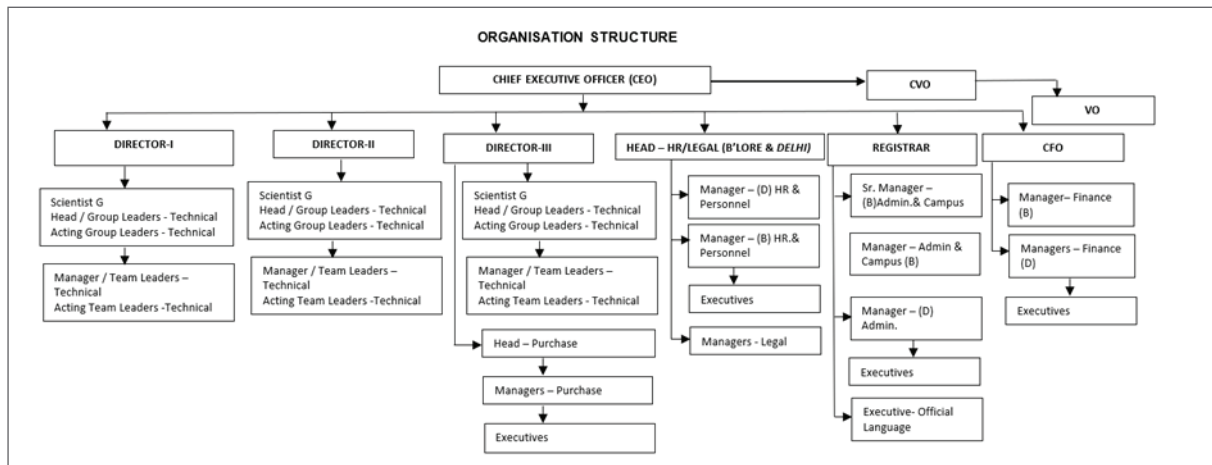 ORGANISATION STRUCTURE
CHIEF EXECUTIVE OFFICER (CEO)
CVO
VO
DIRECTOR-I
DIRECTOR-II
DIRECTOR-III
HEAD – HR/LEGAL (B'LORE & DELHI)
REGISTRAR
CFO
Scientist G
Head / Group Leaders - Technical
Acting Group Leaders - Technical
Manager / Team Leaders –
Technical
Acting Team Leaders -Technical
Scientist G
Head / Group Leaders - Technical
Acting Group Leaders - Technical
Manager / Team Leaders –
Technical
Acting Team Leaders -Technical
Scientist G
Head / Group Leaders - Technical
Acting Group Leaders - Technical
Manager / Team Leaders –
Technical
Acting Team Leaders - Technical
Head – Purchase
Managers – Purchase
Executives
Manager – (D) HR &
Personnel
Manager – (B) HR.&
Personnel
Executives
Managers - Legal
Sr. Manager –
(B)Admin.& Campus
Manager – Admin &
Campus (B)
Manager – (D)
Admin.
Executives
Executive- Official
Language
Manager– Finance
(B)
Managers – Finance
(D)
Executives